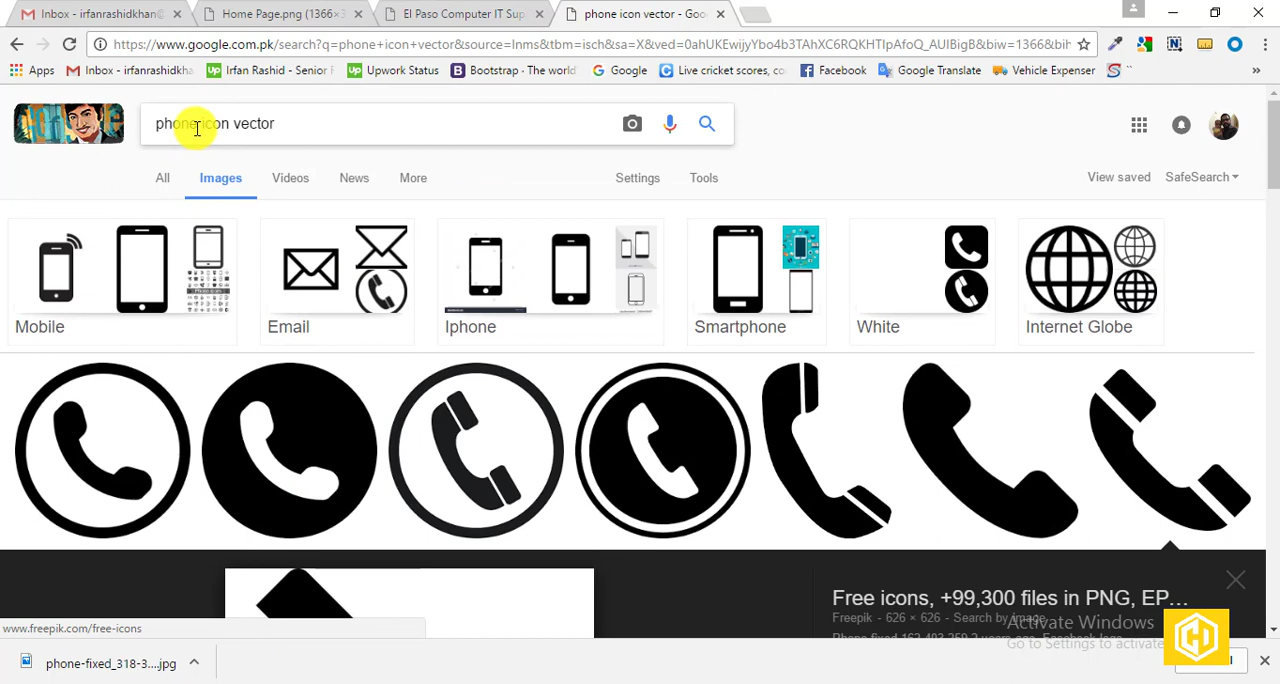 Inbox - irfanrashidkhan@
Home Page.png (1366×3
El Paso Computer IT Sup
phone icon vector - Goo
https://www.google.com.pk/search?q=phone+icon+vector&source=lnms&tbm=isch&sa=X&ved=0ahUKEwijyYbo4b3TAhXC6RQKHTIpAfoQ_AUIBigB&biw=1366&bih
Apps
Inbox - irfanrashidkha
Irfan Rashid - Senior F
Upwork Status
Bootstrap · The world'
Google
Live cricket scores, co
Facebook
Google Translate
Vehicle Expenser
»
phone icon vector
All
Images
Videos
News
More
Settings
Tools
View saved
SafeSearch
Mobile
Email
Iphone
Smartphone
White
Internet Globe
Free icons, +99,300 files in PNG, EP...
Freepik - 626 × 626 - Search by image
Activate Windows
Go to Settings to activate
www.freepik.com/free-icons
phone-fixed_318-3....jpg